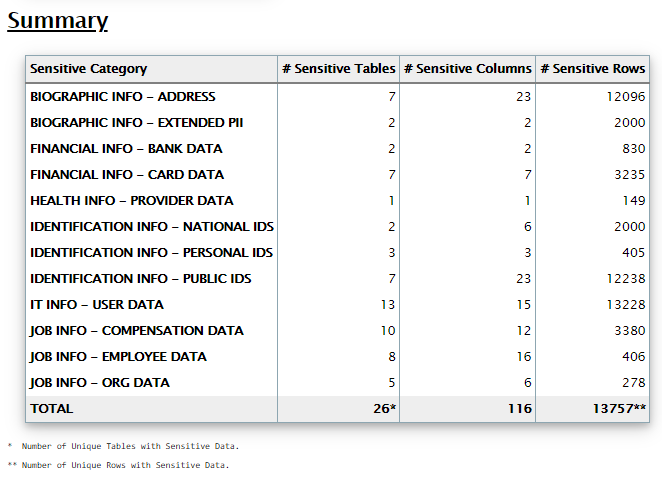 Summary
Sensitive Category # Sensitive Tables # Sensitive Columns # Sensitive Rows
BIOGRAPHIC INFO – ADDRESS 7 23 12096
BIOGRAPHIC INFO – EXTENDED PII 2 2 2000
FINANCIAL INFO – BANK DATA 2 2 830
FINANCIAL INFO – CARD DATA 7 7 3235
HEALTH INFO – PROVIDER DATA 1 1 149
IDENTIFICATION INFO – NATIONAL IDS 2 6 2000
IDENTIFICATION INFO – PERSONAL IDS 3 3 405
IDENTIFICATION INFO – PUBLIC IDS 7 23 12238
IT INFO – USER DATA 13 15 13228
JOB INFO – COMPENSATION DATA 10 12 3380
JOB INFO – EMPLOYEE DATA 8 16 406
JOB INFO – ORG DATA 5 6 278
TOTAL 26* 116 13757**
* Number of Unique Tables with Sensitive Data.
** Number of Unique Rows with Sensitive Data.